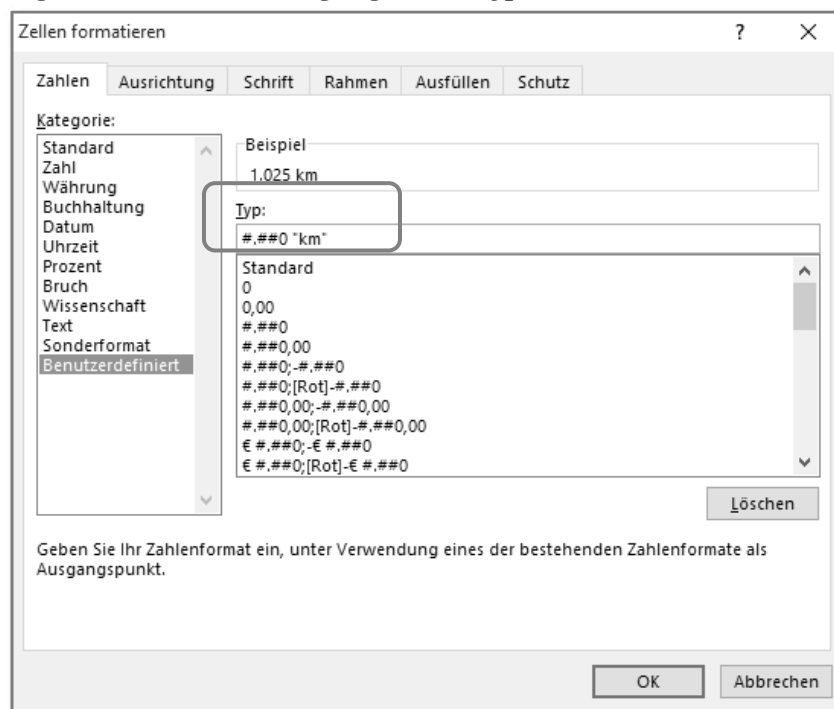 Zellen formatieren ? ×
Zahlen Ausrichtung Schrift Rahmen Ausfüllen Schutz
Kategorie:
Standard
Zahl
Währung
Buchhaltung
Datum
Uhrzeit
Prozent
Bruch
Wissenschaft
Text
Sonderformat
Benutzerdefiniert
Beispiel
1.025 km
Typ:
#.##0 "km"
Standard
0
0,00
#.##0
#.##0,00
#.##0;-#.##0
#.##0;[Rot]-#.##0
#.##0,00;-#.##0,00
#.##0,00;[Rot]-#.##0,00
€ #.##0;-€ #.##0
€ #.##0;[Rot]-€ #.##0
Löschen
Geben Sie Ihr Zahlenformat ein, unter Verwendung eines der bestehenden Zahlenformate als
Ausgangspunkt.
OK Abbrechen